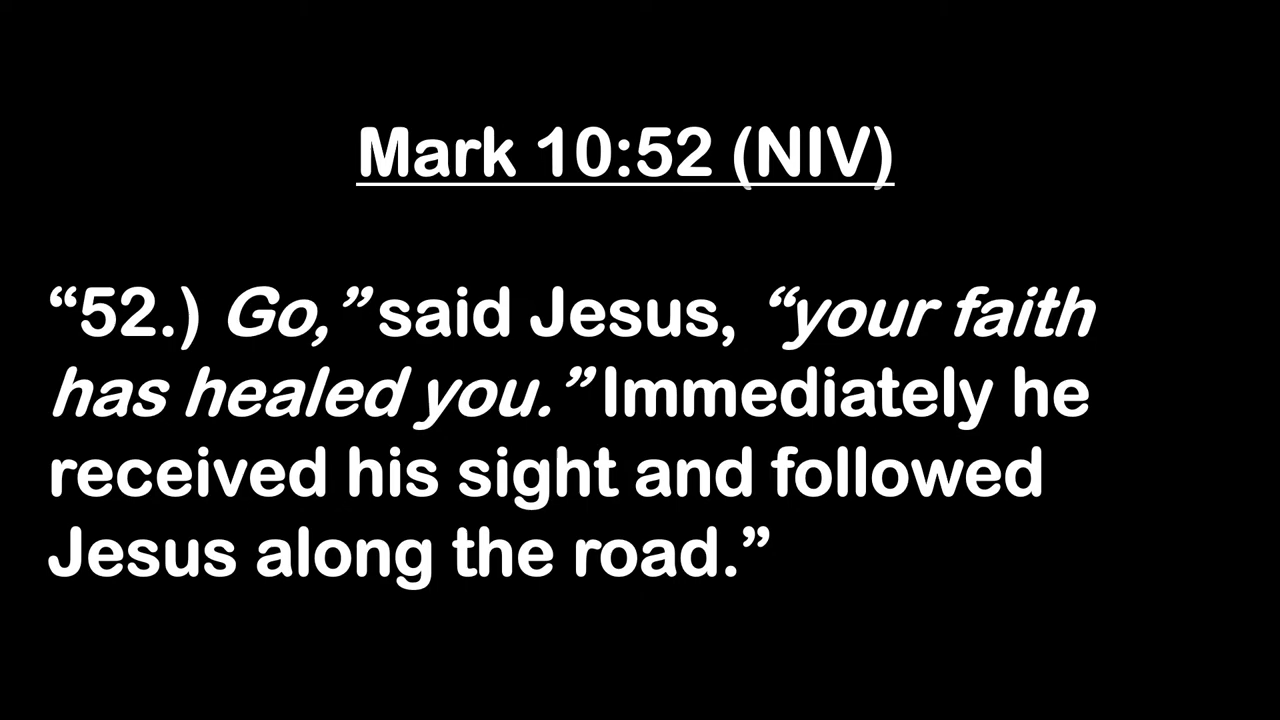 Mark 10:52 (NIV)
“52.) Go,” said Jesus, “your faith
has healed you.” Immediately he
received his sight and followed
Jesus along the road.”